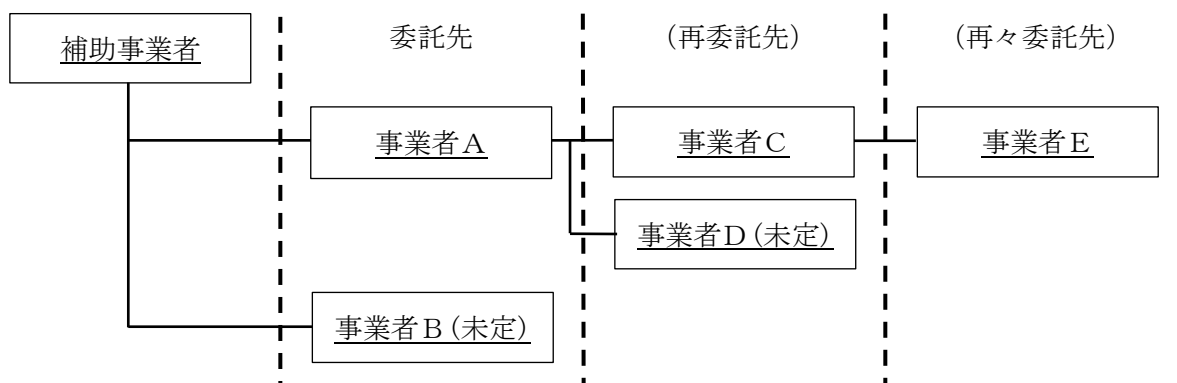 補助事業者
委託先
（再委託先）
（再々委託先）
事業者Ａ
事業者Ｃ
事業者Ｅ
事業者Ｄ（未定）
事業者Ｂ（未定）